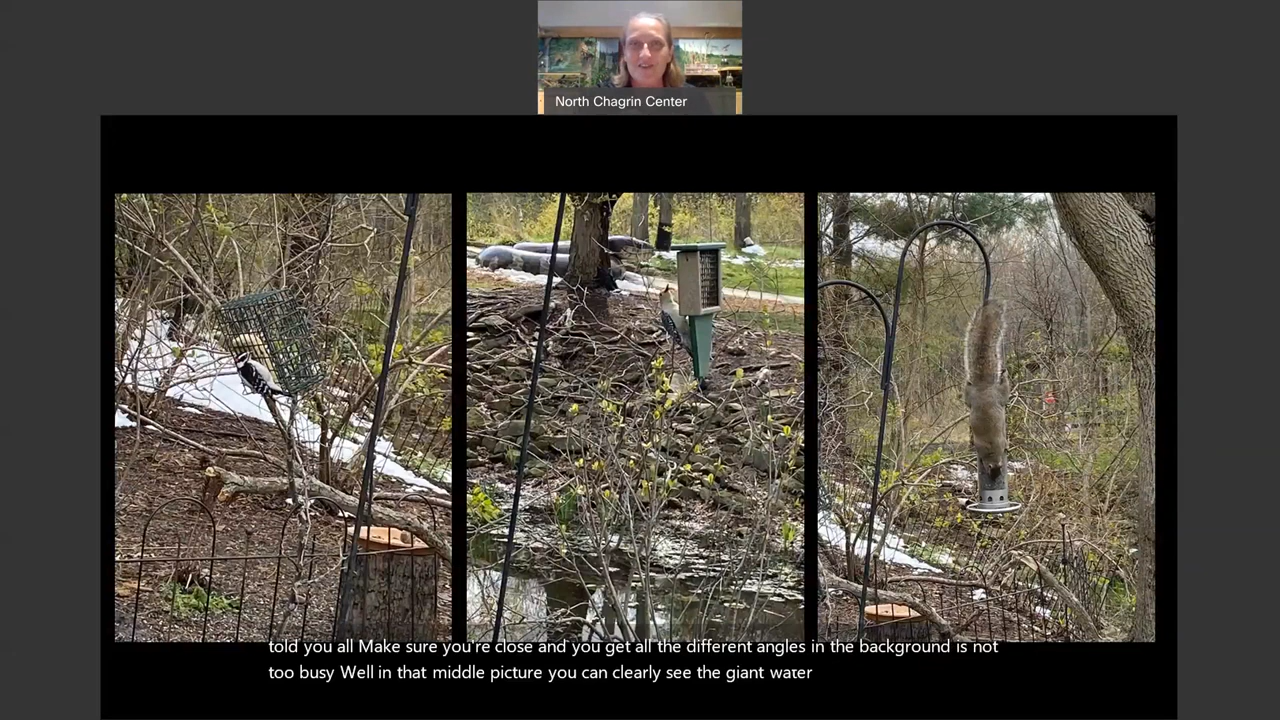 North Chagrin Center
told you all Make sure you're close and you get all the different angles in the background is not
too busy Well in that middle picture you can clearly see the giant water